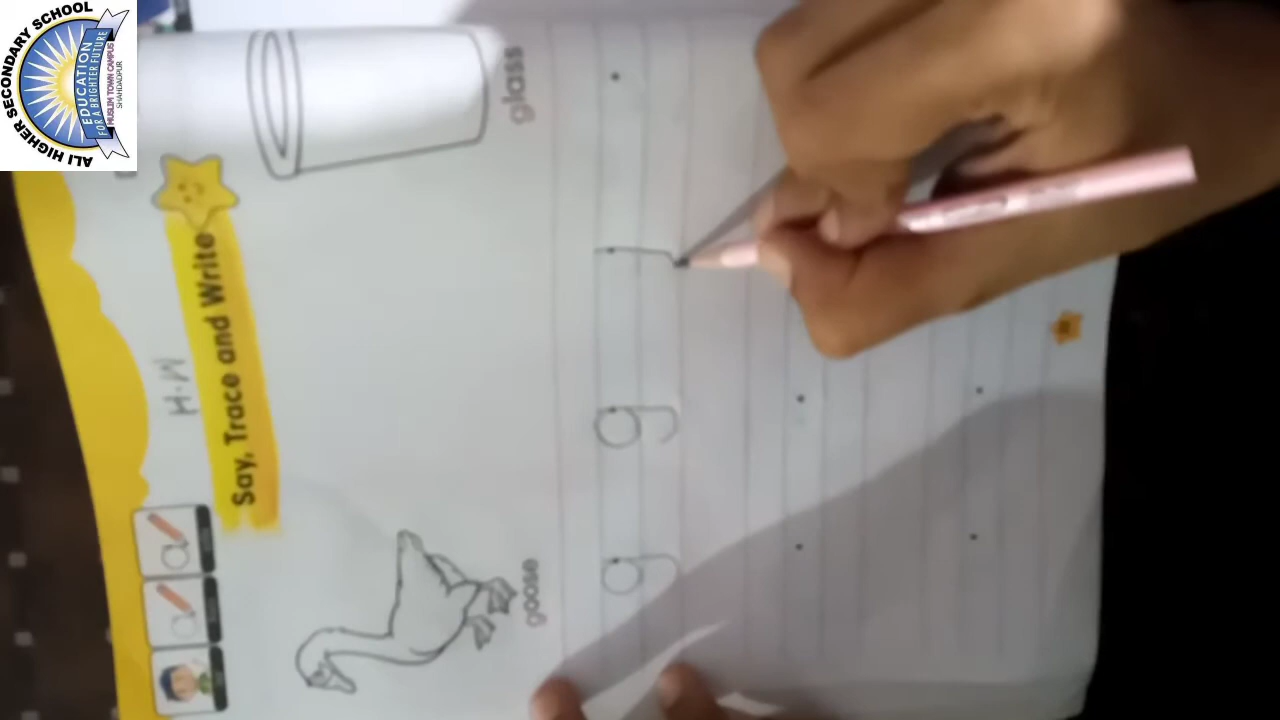 ALI HIGHER SECONDARY SCHOOL
EDUCATION
FOR A BRIGHTER FUTURE
MUSLIM TOWN CAMPUS
SHAHDADPUR
H.W
Say, Trace and Write
goose
glass
g g